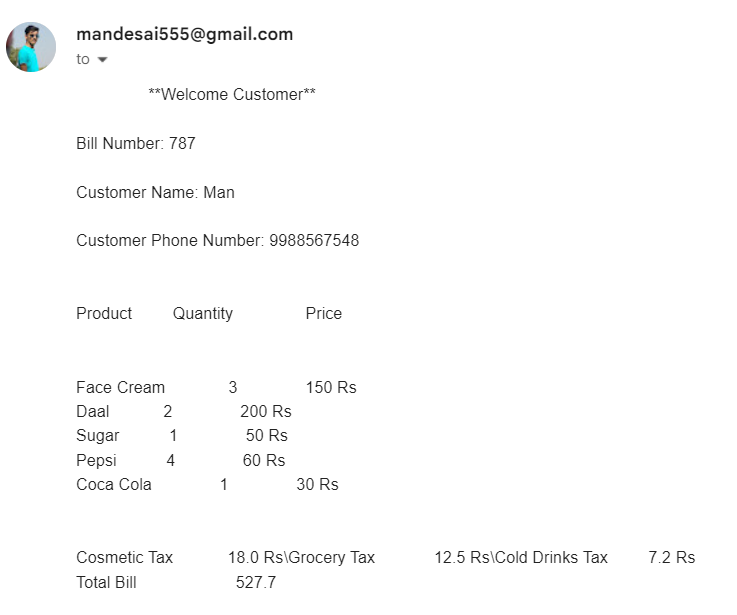 mandesai555@gmail.com
to
**Welcome Customer**
Bill Number: 787
Customer Name: Man
Customer Phone Number: 9988567548
Product Quantity Price
Face Cream 3 150 Rs
Daal 2 200 Rs
Sugar 1 50 Rs
Pepsi 4 60 Rs
Coca Cola 1 30 Rs
Cosmetic Tax 18.0 Rs\Grocery Tax 12.5 Rs\Cold Drinks Tax 7.2 Rs
Total Bill 527.7